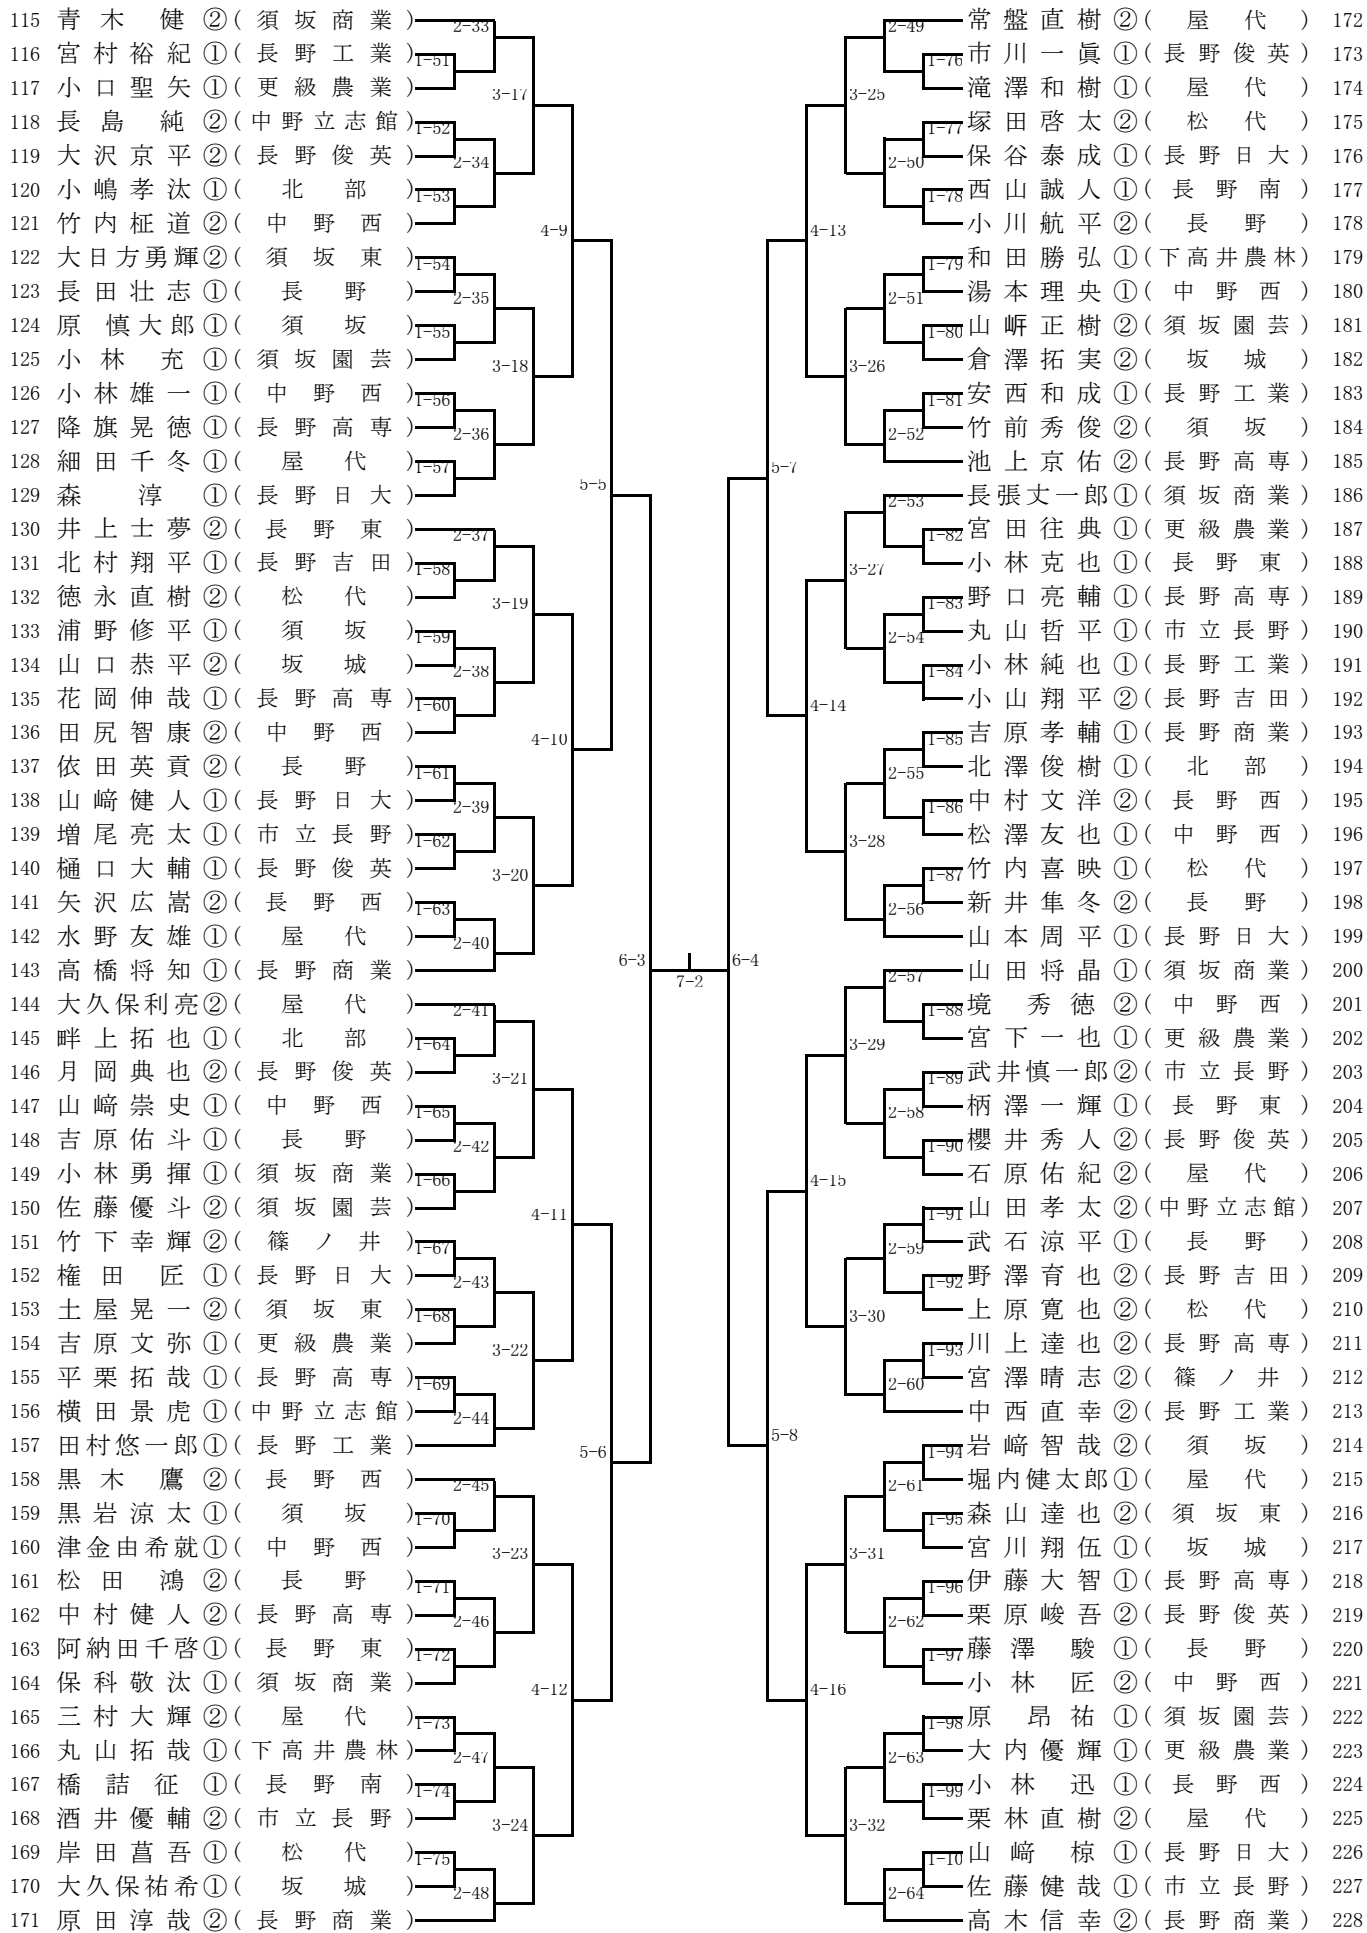 115 青木 健 ②(須坂商業)
116 宮村裕紀 ①(長野工業)
117 小口聖矢 ①(更級農業)
118 長島 純 ②(中野立志館)
119 大沢京平 ②(長野俊英)
120 小嶋孝汰 ①(北部)
121 竹内柾道 ②(中野西)
122 大日方勇輝 ②(須坂東)
123 長田壮志 ①(長野)
124 原 慎大郎 ①(須坂)
125 小林 充 ①(須坂園芸)
126 小林雄一 ①(中野西)
127 降旗晃徳 ①(長野高専)
128 細田千冬 ①(屋代)
129 森 淳 ①(長野日大)
130 井上士夢 ②(長野東)
131 北村翔平 ①(長野吉田)
132 徳永直樹 ②(松代)
133 浦野修平 ①(須坂)
134 山口恭平 ②(坂城)
135 花岡伸哉 ①(長野高専)
136 田尻智康 ②(中野西)
137 依田英貢 ②(長野)
138 山﨑健人 ①(長野日大)
139 増尾亮太 ①(市立長野)
140 樋口大輔 ①(長野俊英)
141 矢沢広嵩 ②(長野西)
142 水野友雄 ①(屋代)
143 高橋将知 ①(長野商業)
144 大久保利亮 ②(屋代)
145 畔上拓也 ①(北部)
146 月岡典也 ②(長野俊英)
147 山﨑崇史 ①(中野西)
148 吉原佑斗 ①(長野)
149 小林勇揮 ①(須坂商業)
150 佐藤優斗 ②(須坂園芸)
151 竹下幸輝 ②(篠ノ井)
152 権田 匠 ①(長野日大)
153 土屋晃一 ②(須坂東)
154 吉原文弥 ①(更級農業)
155 平栗拓哉 ①(長野高専)
156 横田景虎 ①(中野立志館)
157 田村悠一郎 ①(長野工業)
158 黒木 鷹 ②(長野西)
159 黒岩涼太 ①(須坂)
160 津金由希就 ①(中野西)
161 松田 鴻 ②(長野)
162 中村健人 ②(長野高専)
163 阿納田千啓 ①(長野東)
164 保科敬汰 ①(須坂商業)
165 三村大輝 ②(屋代)
166 丸山拓哉 ①(下高井農林)
167 橋詰征 ①(長野南)
168 酒井優輔 ②(市立長野)
169 岸田菖吾 ①(松代)
170 大久保祐希 ①(坂城)
171 原田淳哉 ②(長野商業)
2-33
1-51
3-17
1-52
2-34
1-53
4-9
1-54
2-35
1-55
3-18
1-56
2-36
1-57
5-5
2-37
1-58
3-19
1-59
2-38
1-60
4-10
1-61
2-39
1-62
3-20
1-63
2-40
6-3
2-41
1-64
3-21
1-65
2-42
1-66
4-11
1-67
2-43
1-68
3-22
1-69
2-44
5-6
2-45
1-70
3-23
1-71
2-46
1-72
4-12
1-73
2-47
1-74
3-24
1-75
2-48
7-2
2-49
1-76
3-25
1-77
2-50
1-78
4-13
1-79
2-51
1-80
3-26
1-81
2-52
5-7
2-53
1-82
3-27
1-83
2-54
1-84
4-14
1-85
2-55
1-86
3-28
1-87
2-56
6-4
2-57
1-88
3-29
1-89
2-58
1-90
4-15
1-91
2-59
1-92
3-30
1-93
2-60
5-8
1-94
2-61
1-95
3-31
1-96
2-62
1-97
4-16
1-98
2-63
1-99
3-32
1-10
2-64
常盤直樹 ②(屋代) 172
市川一眞 ①(長野俊英) 173
滝澤和樹 ①(屋代) 174
塚田啓太 ②(松代) 175
保谷泰成 ①(長野日大) 176
西山誠人 ①(長野南) 177
小川航平 ②(長野) 178
和田勝弘 ①(下高井農林) 179
湯本理央 ①(中野西) 180
山㟁正樹 ②(須坂園芸) 181
倉澤拓実 ②(坂城) 182
安西和成 ①(長野工業) 183
竹前秀俊 ②(須坂) 184
池上京佑 ②(長野高専) 185
長張丈一郎 ①(須坂商業) 186
宮田往典 ①(更級農業) 187
小林克也 ①(長野東) 188
野口亮輔 ①(長野高専) 189
丸山哲平 ①(市立長野) 190
小林純也 ①(長野工業) 191
小山翔平 ②(長野吉田) 192
吉原孝輔 ①(長野商業) 193
北澤俊樹 ①(北部) 194
中村文洋 ②(長野西) 195
松澤友也 ①(中野西) 196
竹内喜映 ①(松代) 197
新井隼冬 ②(長野) 198
山本周平 ①(長野日大) 199
山田将晶 ①(須坂商業) 200
境 秀徳 ②(中野西) 201
宮下一也 ①(更級農業) 202
武井慎一郎 ②(市立長野) 203
柄澤一輝 ①(長野東) 204
櫻井秀人 ②(長野俊英) 205
石原佑紀 ②(屋代) 206
山田孝太 ②(中野立志館) 207
武石涼平 ①(長野) 208
野澤育也 ②(長野吉田) 209
上原寛也 ②(松代) 210
川上達也 ②(長野高専) 211
宮澤晴志 ②(篠ノ井) 212
中西直幸 ②(長野工業) 213
岩﨑智哉 ②(須坂) 214
堀内健太郎 ①(屋代) 215
森山達也 ②(須坂東) 216
宮川翔伍 ①(坂城) 217
伊藤大智 ①(長野高専) 218
栗原峻吾 ②(長野俊英) 219
藤澤 駿 ①(長野) 220
小林 匠 ②(中野西) 221
原 昂祐 ①(須坂園芸) 222
大内優輝 ①(更級農業) 223
小林 迅 ①(長野西) 224
栗林直樹 ②(屋代) 225
山﨑 椋 ①(長野日大) 226
佐藤健哉 ①(市立長野) 227
高木信幸 ②(長野商業) 228